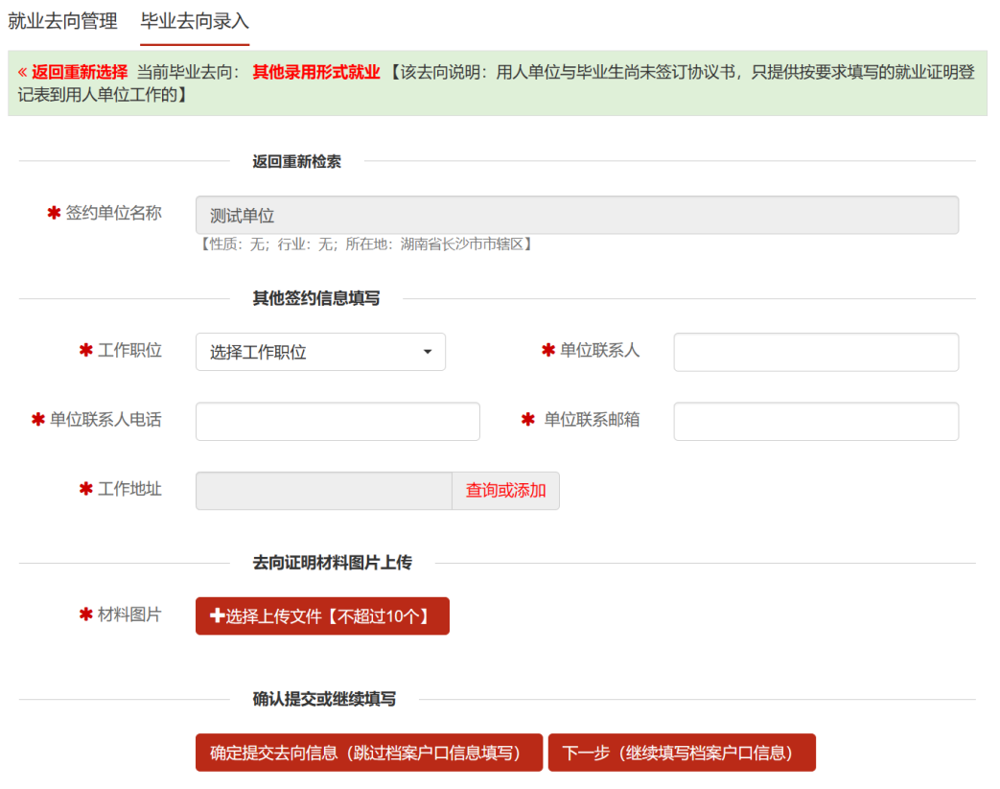 就业去向管理 毕业去向录入
«返回重新选择 当前毕业去向： 其他录用形式就业【该去向说明：用人单位与毕业生尚未签订协议书，只提供按要求填写的就业证明登
记表到用人单位工作的】
返回重新检索
✱ 签约单位名称 测试单位
【性质：无；行业：无；所在地：湖南省长沙市市辖区】
其他签约信息填写
✱ 工作职位 选择工作职位 ✱ 单位联系人
✱ 单位联系人电话 ✱ 单位联系邮箱
✱ 工作地址 查询或添加
去向证明材料图片上传
✱ 材料图片 ✚选择上传文件【不超过10个】
确认提交或继续填写
确定提交去向信息（跳过档案户口信息填写） 下一步（继续填写档案户口信息）